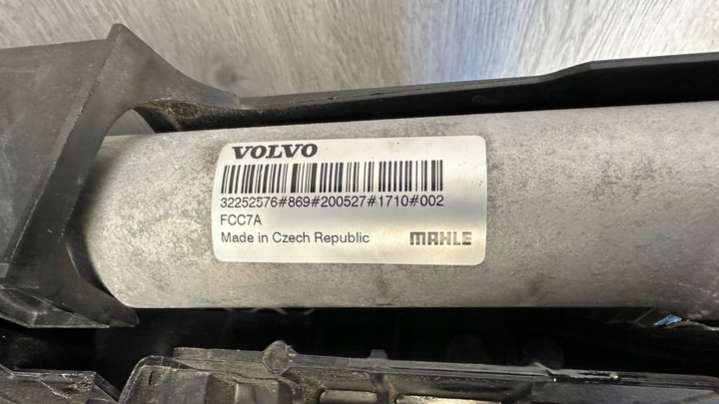 VOLVO
32252576#869#200527#1710#002
FCC7A
Made in Czech Republic
MAHLE